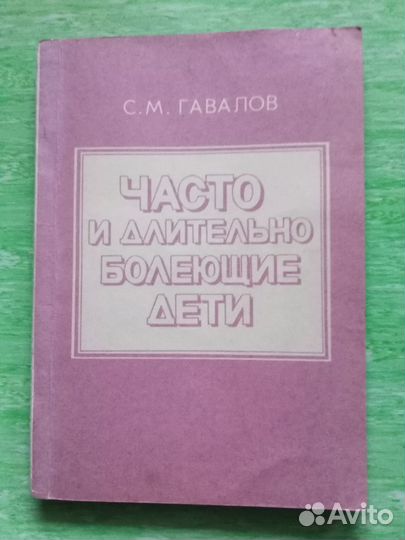 С.М. ГАВАЛОВ
ЧАСТО
И ДЛИТЕЛЬНО
БОЛЕЮЩИЕ
ДЕТИ
Avito